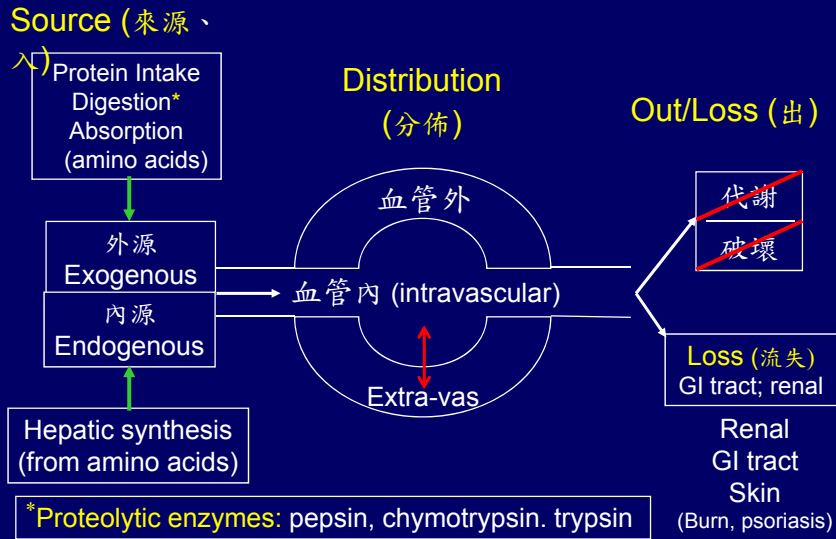 Source (來源、
入)
Protein Intake
Digestion*
Absorption
(amino acids)
外源
Exogenous
內源
Endogenous
Hepatic synthesis
(from amino acids)
Distribution
(分佈)
血管外
血管內 (intravascular)
Extra-vas
Out/Loss (出)
代謝
破壞
Loss (流失)
GI tract; renal
Renal
GI tract
Skin
(Burn, psoriasis)
*Proteolytic enzymes: pepsin, chymotrypsin. trypsin